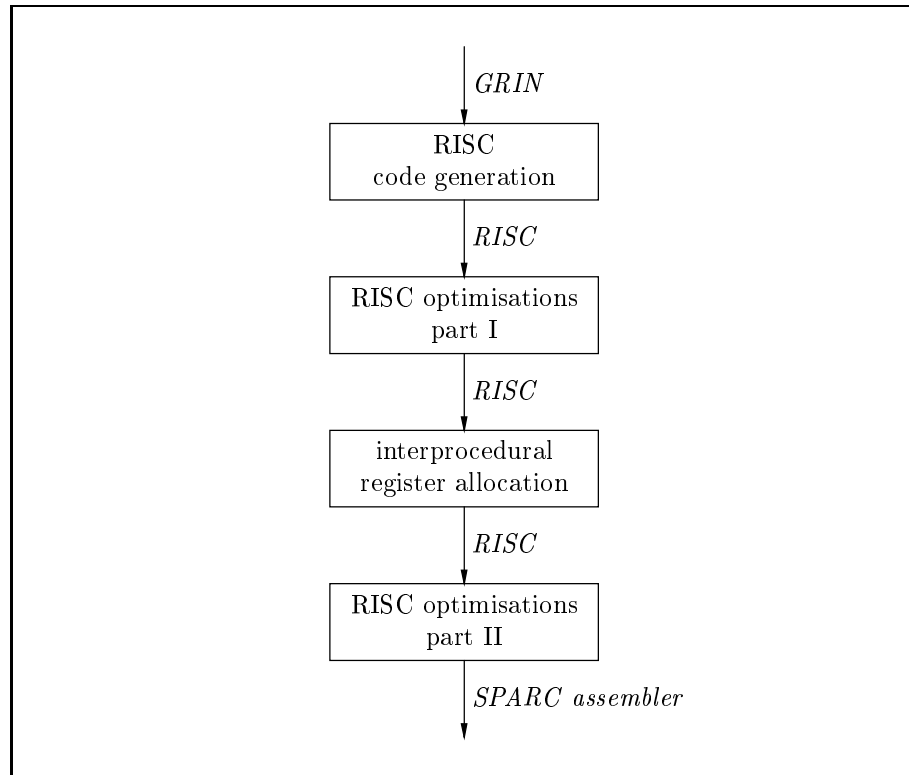 GRIN
RISC
code generation
RISC
RISC optimisations
part I
RISC
interprocedural
register allocation
RISC
RISC optimisations
part II
SPARC assembler